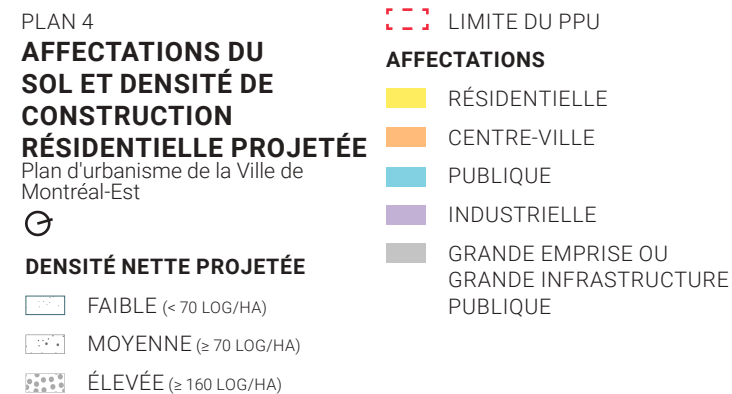 PLAN 4
AFFECTATIONS DU
SOL ET DENSITÉ DE
CONSTRUCTION
RÉSIDENTIELLE PROJETÉE
Plan d'urbanisme de la Ville de
Montréal-Est
DENSITÉ NETTE PROJETÉE
FAIBLE (< 70 LOG/HA)
MOYENNE (≥ 70 LOG/HA)
ÉLEVÉE (≥ 160 LOG/HA)
LIMITE DU PPU
AFFECTATIONS
RÉSIDENTIELLE
CENTRE-VILLE
PUBLIQUE
INDUSTRIELLE
GRANDE EMPRISE OU
GRANDE INFRASTRUCTURE
PUBLIQUE